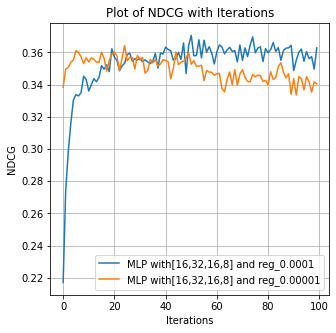 Plot of NDCG with Iterations
NDCG
0.36
0.34
0.32
0.30
0.28
0.26
0.24
0.22
MLP with[16,32,16,8] and reg_0.0001
MLP with[16,32,16,8] and reg_0.00001
0 20 40 60 80 100
Iterations